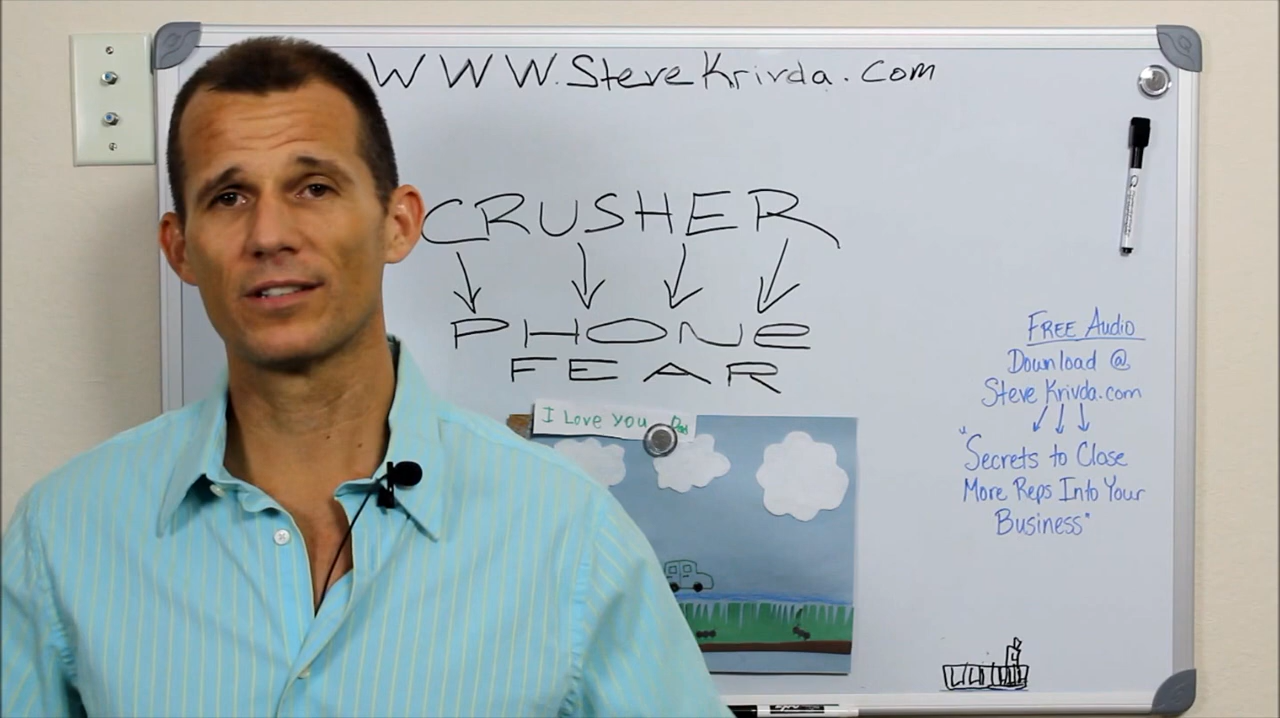 WWW.SteveKrivda.com
CRUSHER
PHONe
FEAR
I Love You Dad
FREE Audio
Download @
Steve Krivda.com
"Secrets to Close
More Reps Into Your
Business"